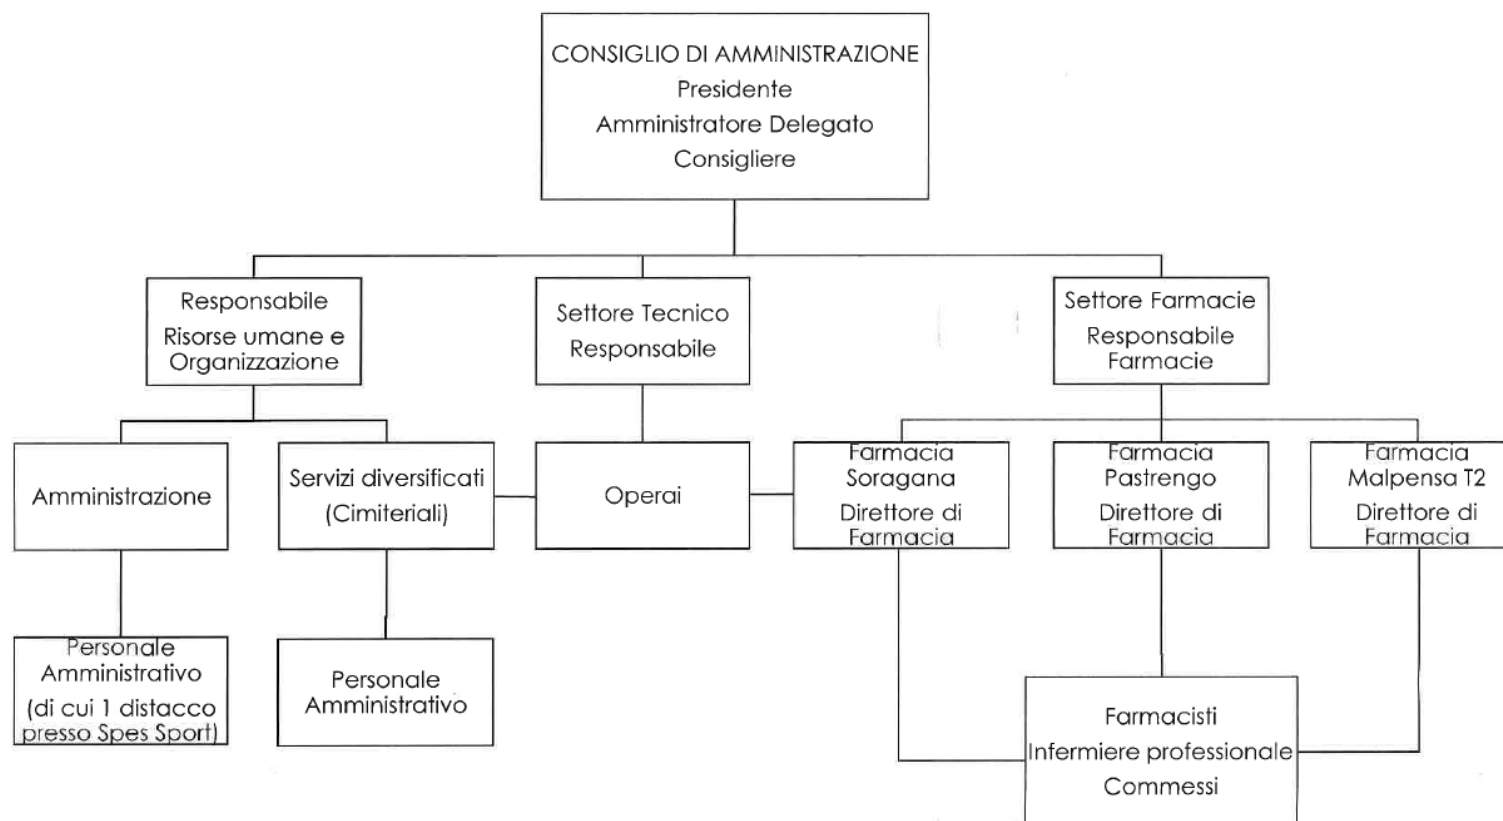 CONSIGLIO DI AMMINISTRAZIONE
Presidente
Amministratore Delegato
Consigliere
Responsabile
Risorse umane e
Organizzazione
Settore Tecnico
Responsabile
Settore Farmacie
Responsabile
Farmacie
Amministrazione
Servizi diversificati
(Cimiteriali)
Operai
Farmacia
Soragana
Direttore di
Farmacia
Farmacia
Pastrengo
Direttore di
Farmacia
Farmacia
Malpensa T2
Direttore di
Farmacia
Personale
Amministrativo
(di cui 1 distacco
presso Spes Sport)
Personale
Amministrativo
Farmacisti
Infermiere professionale
Commessi